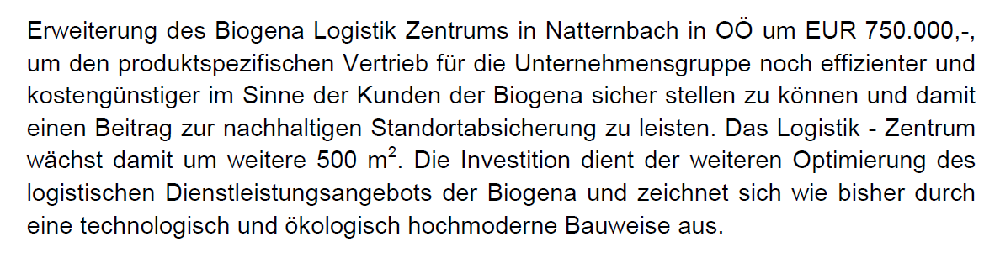 Erweiterung des Biogena Logistik Zentrums in Natternbach in OÖ um EUR 750.000,-,
um den produktspezifischen Vertrieb für die Unternehmensgruppe noch effizienter und
kostengünstiger im Sinne der Kunden der Biogena sicher stellen zu können und damit
einen Beitrag zur nachhaltigen Standortabsicherung zu leisten. Das Logistik - Zentrum
wächst damit um weitere 500 m². Die Investition dient der weiteren Optimierung des
logistischen Dienstleistungsangebots der Biogena und zeichnet sich wie bisher durch
eine technologisch und ökologisch hochmoderne Bauweise aus.